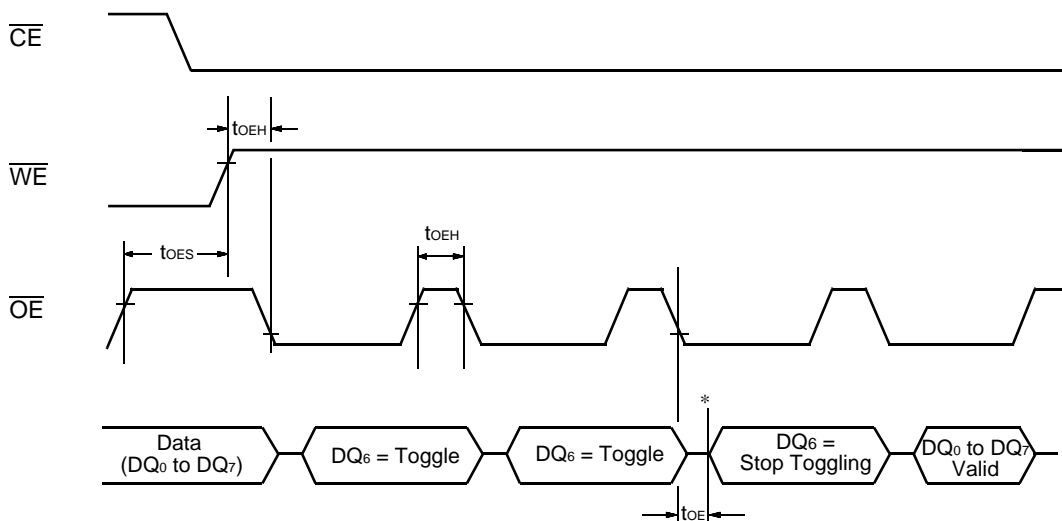 CE
tOEH
WE
tOES
tOEH
OE
*
Data
(DQ0 to DQ7)
DQ6 = Toggle
DQ6 = Toggle
DQ6 =
Stop Toggling
DQ0 to DQ7
Valid
tOE